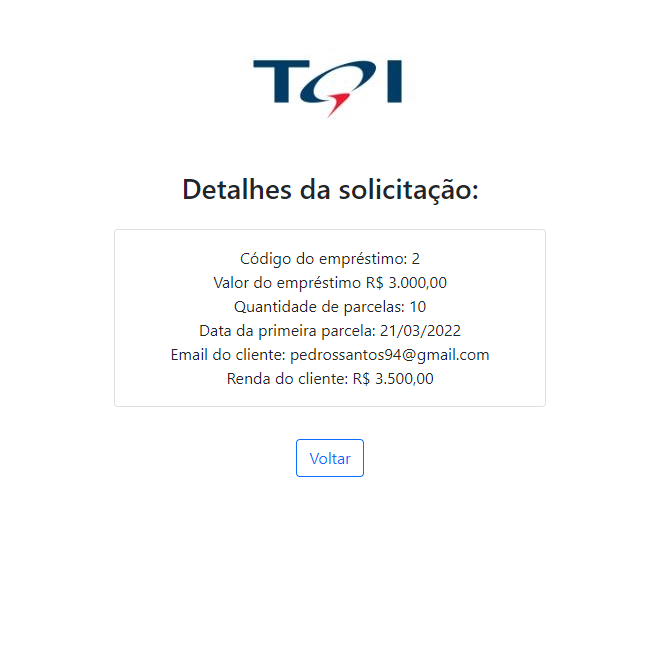 TQI
Detalhes da solicitação:
Código do empréstimo: 2
Valor do empréstimo R$ 3.000,00
Quantidade de parcelas: 10
Data da primeira parcela: 21/03/2022
Email do cliente: pedrossantos94@gmail.com
Renda do cliente: R$ 3.500,00
Voltar